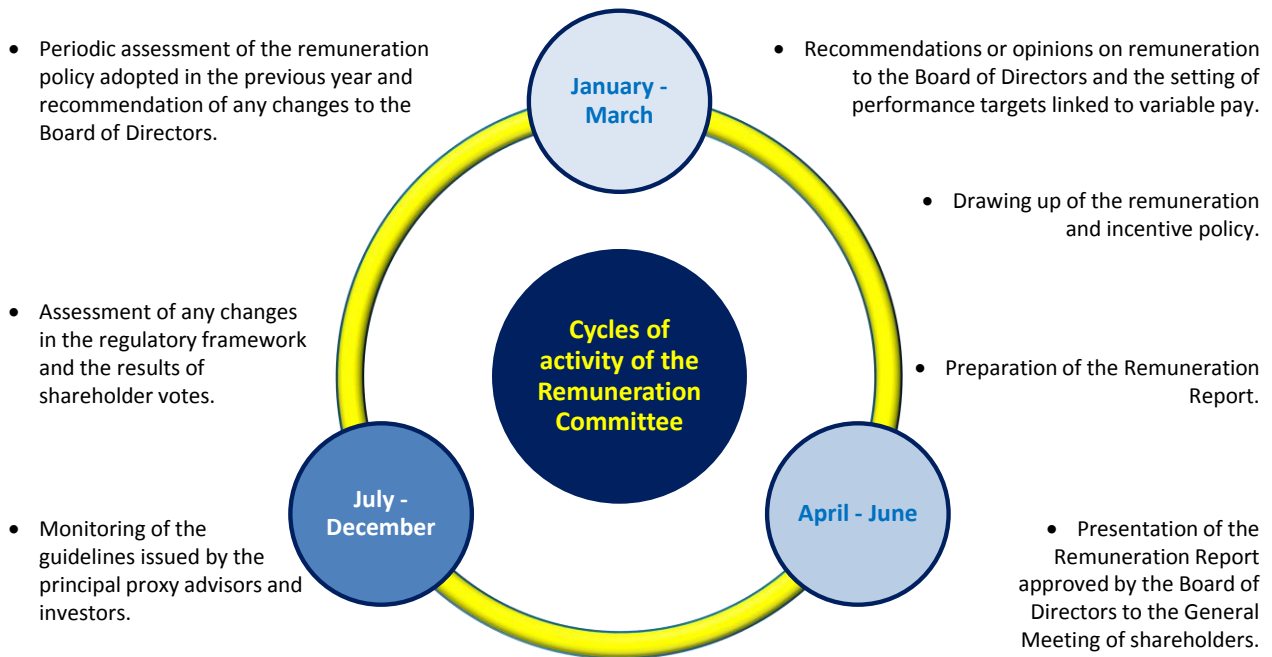 • Periodic assessment of the remuneration
policy adopted in the previous year and
recommendation of any changes to the
Board of Directors.
January -
March
• Recommendations or opinions on remuneration
to the Board of Directors and the setting of
performance targets linked to variable pay.
• Drawing up of the remuneration
and incentive policy.
• Assessment of any changes
in the regulatory framework
and the results of
shareholder votes.
Cycles of
activity of the
Remuneration
Committee
• Preparation of the Remuneration
Report.
July -
December
April - June
• Monitoring of the
guidelines issued by the
principal proxy advisors and
investors.
• Presentation of the
Remuneration Report
approved by the Board of
Directors to the General
Meeting of shareholders.